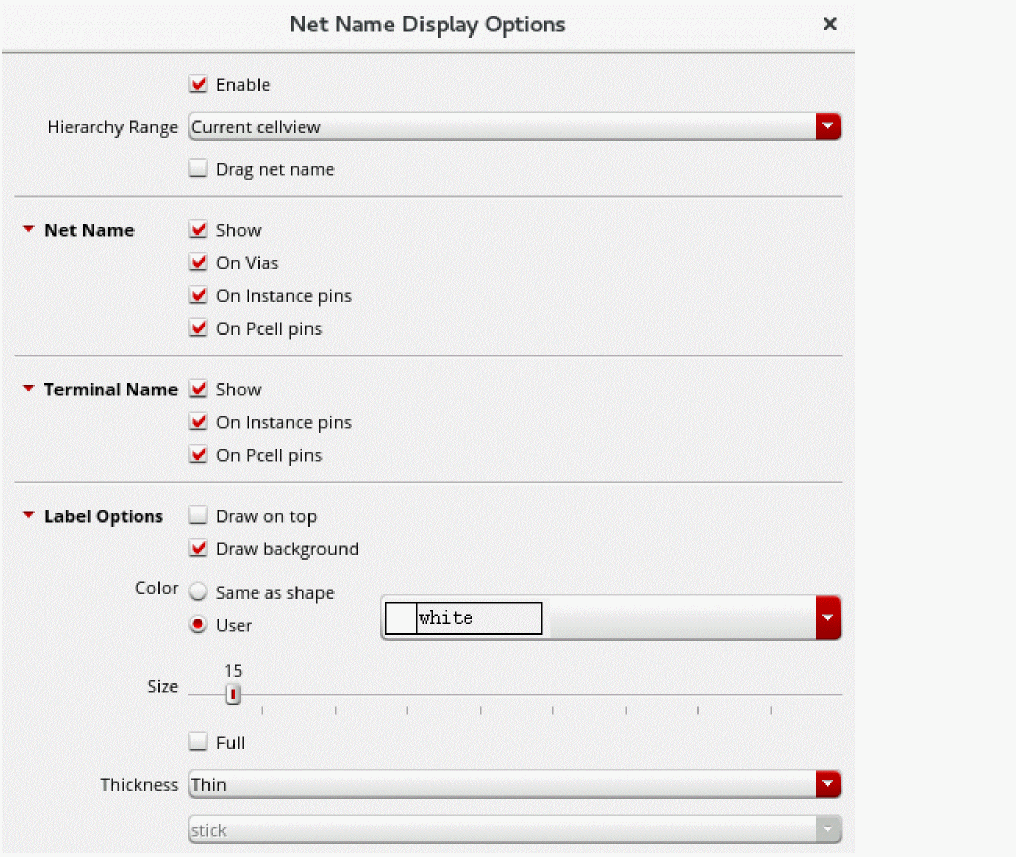 Net Name Display Options
Enable
Hierarchy Range Current cellview
Drag net name
Net Name Show
On Vias
On Instance pins
On Pcell pins
Terminal Name Show
On Instance pins
On Pcell pins
Label Options Draw on top
Draw background
Color Same as shape
User white
15
Size
Full
Thickness Thin
stick